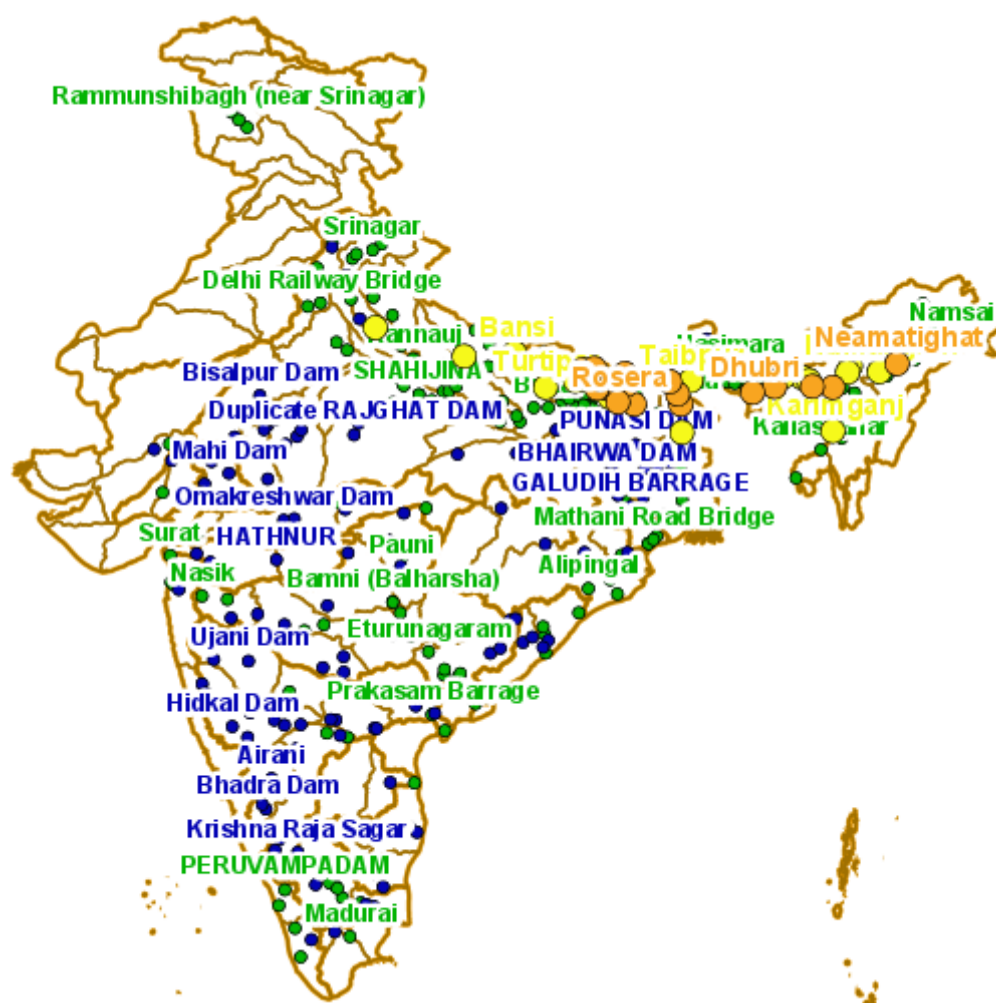 Rammunshibagh (near Srinagar)
Srinagar
Delhi Railway Bridge
Namsai
Bansi
Neamatighat
Dhubri
Rosera
Bisalpur Dam
SHAHIJINA
Duplicate RAJGHAT DAM
Karimganj
PUNASI DAM
Mahi Dam
BHAIRWA DAM
GALUDIH BARRAGE
Omakreshwar Dam
Mathani Road Bridge
Surat
HATHNUR
Pauni
Alipingal
Nasik
Bamni (Balharsha)
Eturunagaram
Ujani Dam
Prakasam Barrage
Hidkal Dam
Airani
Bhadra Dam
Krishna Raja Sagar
PERUVAMPADAM
Madurai